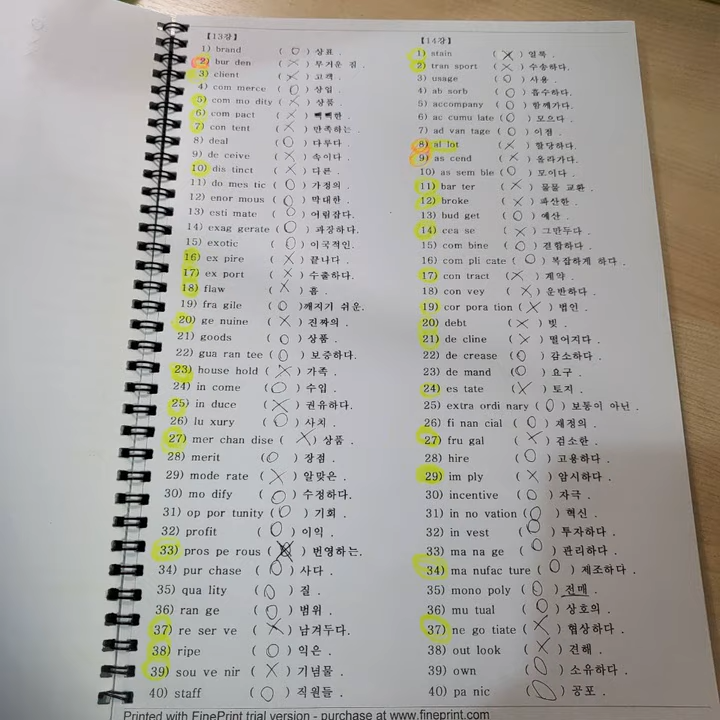 【13강】
1) brand ( O ) 상표 .
2) bur den ( X ) 무거운 짐 .
3) client ( X ) 고객 .
4) com merce ( O ) 상업 .
5) com mo dity ( X ) 상품 .
6) com pact ( X ) 빽빽한 .
7) con tent ( X ) 만족하는 .
8) deal ( O ) 다루다 .
9) de ceive ( X ) 속이다 .
10) dis tinct ( X ) 다른 .
11) do mes tic ( O ) 가정의 .
12) enor mous ( O ) 막대한 .
13) esti mate ( O ) 어림잡다.
14) exag gerate ( O ) 과장하다.
15) exotic ( O ) 이국적인.
16) ex pire ( X ) 끝나다 .
17) ex port ( X ) 수출하다.
18) flaw ( X ) 흠 .
19) fra gile ( O )깨지기 쉬운.
20) ge nuine ( X ) 진짜의 .
21) goods ( O ) 상품 .
22) gua ran tee ( O ) 보증하다.
23) house hold ( X ) 가족 .
24) in come ( O ) 수입 .
25) in duce ( X ) 권유하다.
26) lu xury ( O ) 사치 .
27) mer chan dise ( X ) 상품 .
28) merit ( O ) 장점 .
29) mode rate ( X ) 알맞은 .
30) mo dify ( O ) 수정하다.
31) op por tunity ( O ) 기회 .
32) profit ( O ) 이익 .
33) pros pe rous ( X ) 번영하는.
34) pur chase ( O ) 사다 .
35) qua lity ( O ) 질 .
36) ran ge ( O ) 범위 .
37) re ser ve ( X ) 남겨두다.
38) ripe ( O ) 익은 .
39) sou ve nir ( X ) 기념물 .
40) staff ( O ) 직원들 .
【14강】
1) stain ( X ) 얼룩 .
2) tran sport ( X ) 수송하다.
3) usage ( O ) 사용 .
4) ab sorb ( O ) 흡수하다.
5) accompany ( O ) 함께가다.
6) ac cumu late ( O ) 모으다 .
7) ad van tage ( O ) 이점 .
8) al lot ( X ) 할당하다.
9) as cend ( X ) 올라가다.
10) as sem ble ( O ) 모이다 .
11) bar ter ( X ) 물물 교환 .
12) broke ( X ) 파산한 .
13) bud get ( O ) 예산 .
14) cea se ( X ) 그만두다 .
15) com bine ( O ) 결합하다 .
16) com pli cate ( O ) 복잡하게 하다 .
17) con tract ( X ) 계약 .
18) con vey ( X ) 운반하다 .
19) cor pora tion ( X ) 법인 .
20) debt ( X ) 빚 .
21) de cline ( X ) 떨어지다 .
22) de crease ( O ) 감소하다 .
23) de mand ( O ) 요구 .
24) es tate ( X ) 토지 .
25) extra ordi nary ( O ) 보통이 아닌 .
26) fi nan cial ( O ) 재정의 .
27) fru gal ( X ) 검소한 .
28) hire ( O ) 고용하다 .
29) im ply ( X ) 암시하다 .
30) incentive ( O ) 자극 .
31) in no vation ( O ) 혁신 .
32) in vest ( O ) 투자하다 .
33) ma na ge ( O ) 관리하다 .
34) ma nufac ture ( O ) 제조하다 .
35) mono poly ( O ) 전매 .
36) mu tual ( O ) 상호의 .
37) ne go tiate ( X ) 협상하다 .
38) out look ( X ) 견해 .
39) own ( O ) 소유하다 .
40) pa nic ( O ) 공포 .
Printed with FinePrint trial version - purchase at www.fineprint.com